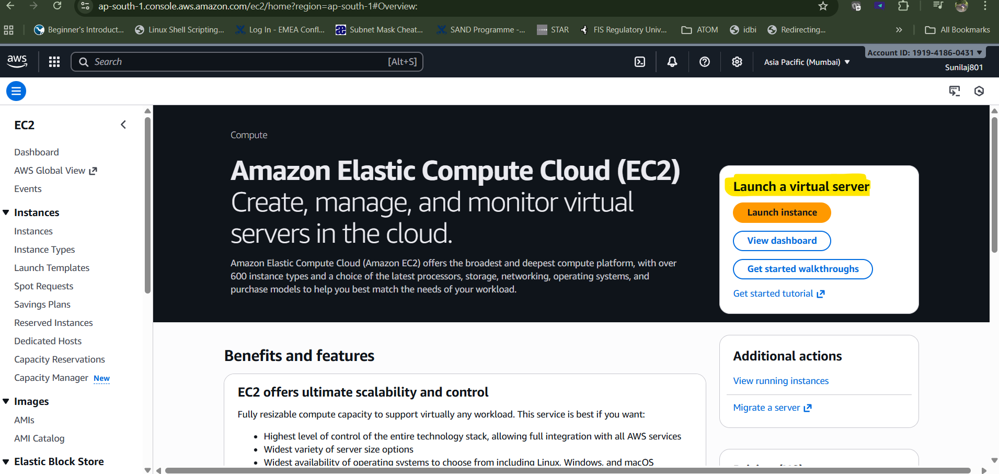 ap-south-1.console.aws.amazon.com/ec2/home?region=ap-south-1#Overview:
Beginner's Introduct...
Linux Shell Scripting...
Log In - EMEA Confl...
Subnet Mask Cheat...
SAND Programme -...
STAR
FIS Regulatory Univ...
ATOM
idbi
Redirecting...
»
All Bookmarks
aws
Search
[Alt+S]
Asia Pacific (Mumbai)
Account ID: 1919-4186-0431
Sunilaj801
EC2
Dashboard
AWS Global View
Events
Instances
Instances
Instance Types
Launch Templates
Spot Requests
Savings Plans
Reserved Instances
Dedicated Hosts
Capacity Reservations
Capacity Manager New
Images
AMIs
AMI Catalog
Elastic Block Store
Compute
Amazon Elastic Compute Cloud (EC2)
Create, manage, and monitor virtual
servers in the cloud.
Amazon Elastic Compute Cloud (Amazon EC2) offers the broadest and deepest compute platform, with over
600 instance types and a choice of the latest processors, storage, networking, operating systems, and
purchase models to help you best match the needs of your workload.
Launch a virtual server
Launch instance
View dashboard
Get started walkthroughs
Get started tutorial
Benefits and features
EC2 offers ultimate scalability and control
Fully resizable compute capacity to support virtually any workload. This service is best if you want:
• Highest level of control of the entire technology stack, allowing full integration with all AWS services
• Widest variety of server size options
• Widest availability of operating systems to choose from including Linux, Windows, and macOS
Additional actions
View running instances
Migrate a server